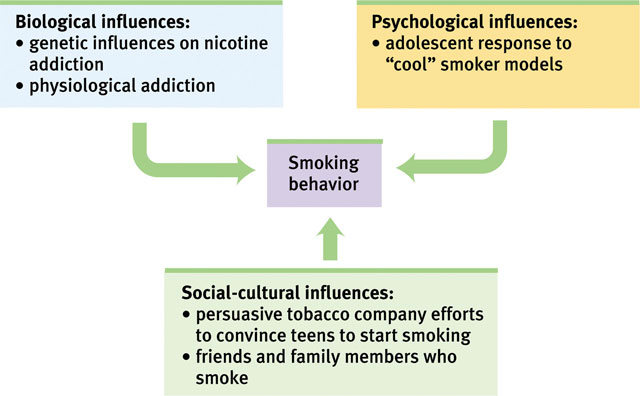 Biological influences:
• genetic influences on nicotine
addiction
• physiological addiction
Psychological influences:
• adolescent response to
“cool” smoker models
Smoking
behavior
Social-cultural influences:
• persuasive tobacco company efforts
to convince teens to start smoking
• friends and family members who
smoke